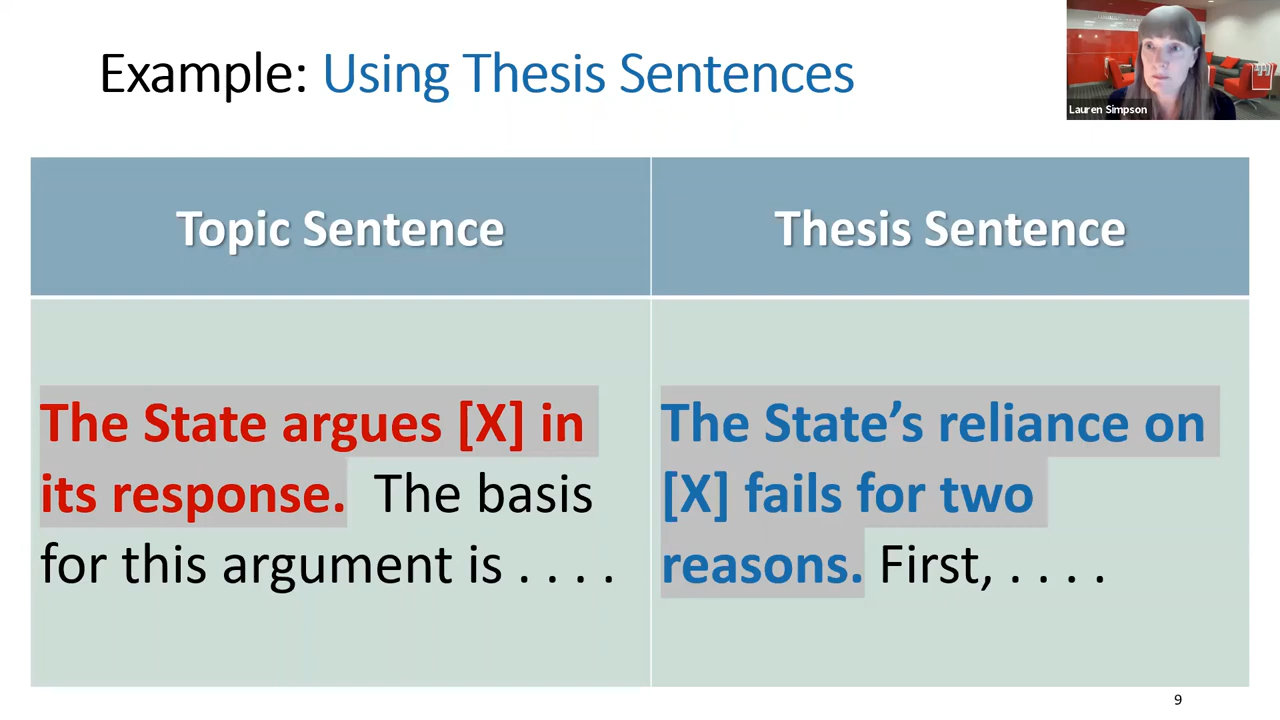 Example: Using Thesis Sentences
Lauren Simpson
Topic Sentence
Thesis Sentence
The State argues [X] in
its response. The basis
for this argument is . . . .
The State’s reliance on
[X] fails for two
reasons. First, . . . .
9